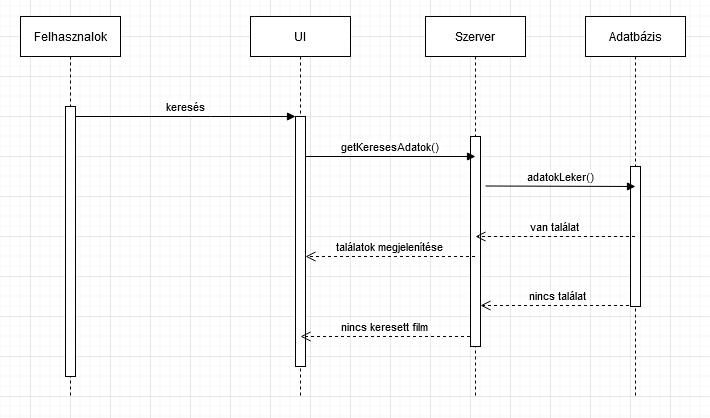 Felhasznalok
UI
Szerver
Adatbázis
keresés
getKeresesAdatok()
adatokLeker()
van találat
találatok megjelenítése
nincs találat
nincs keresett film